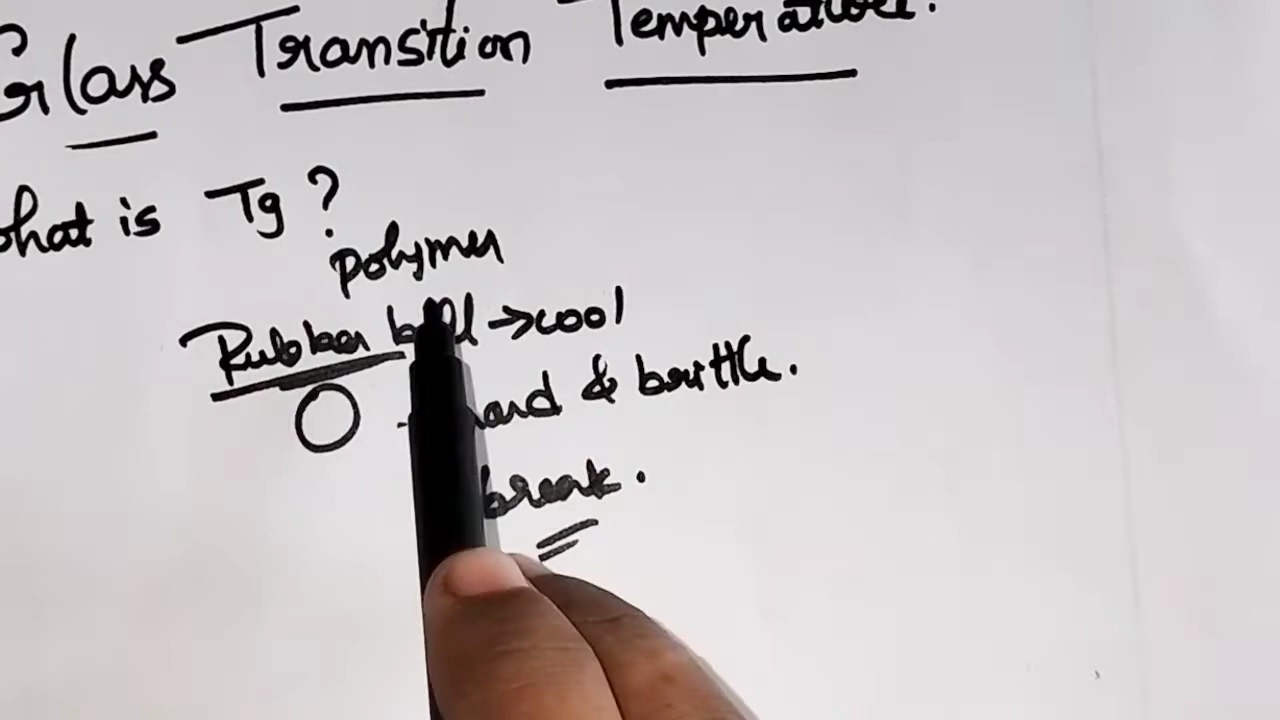 Glass Transition Temperature.
What is Tg?
polymer
Rubber ball → cool
hard & brittle.
break.